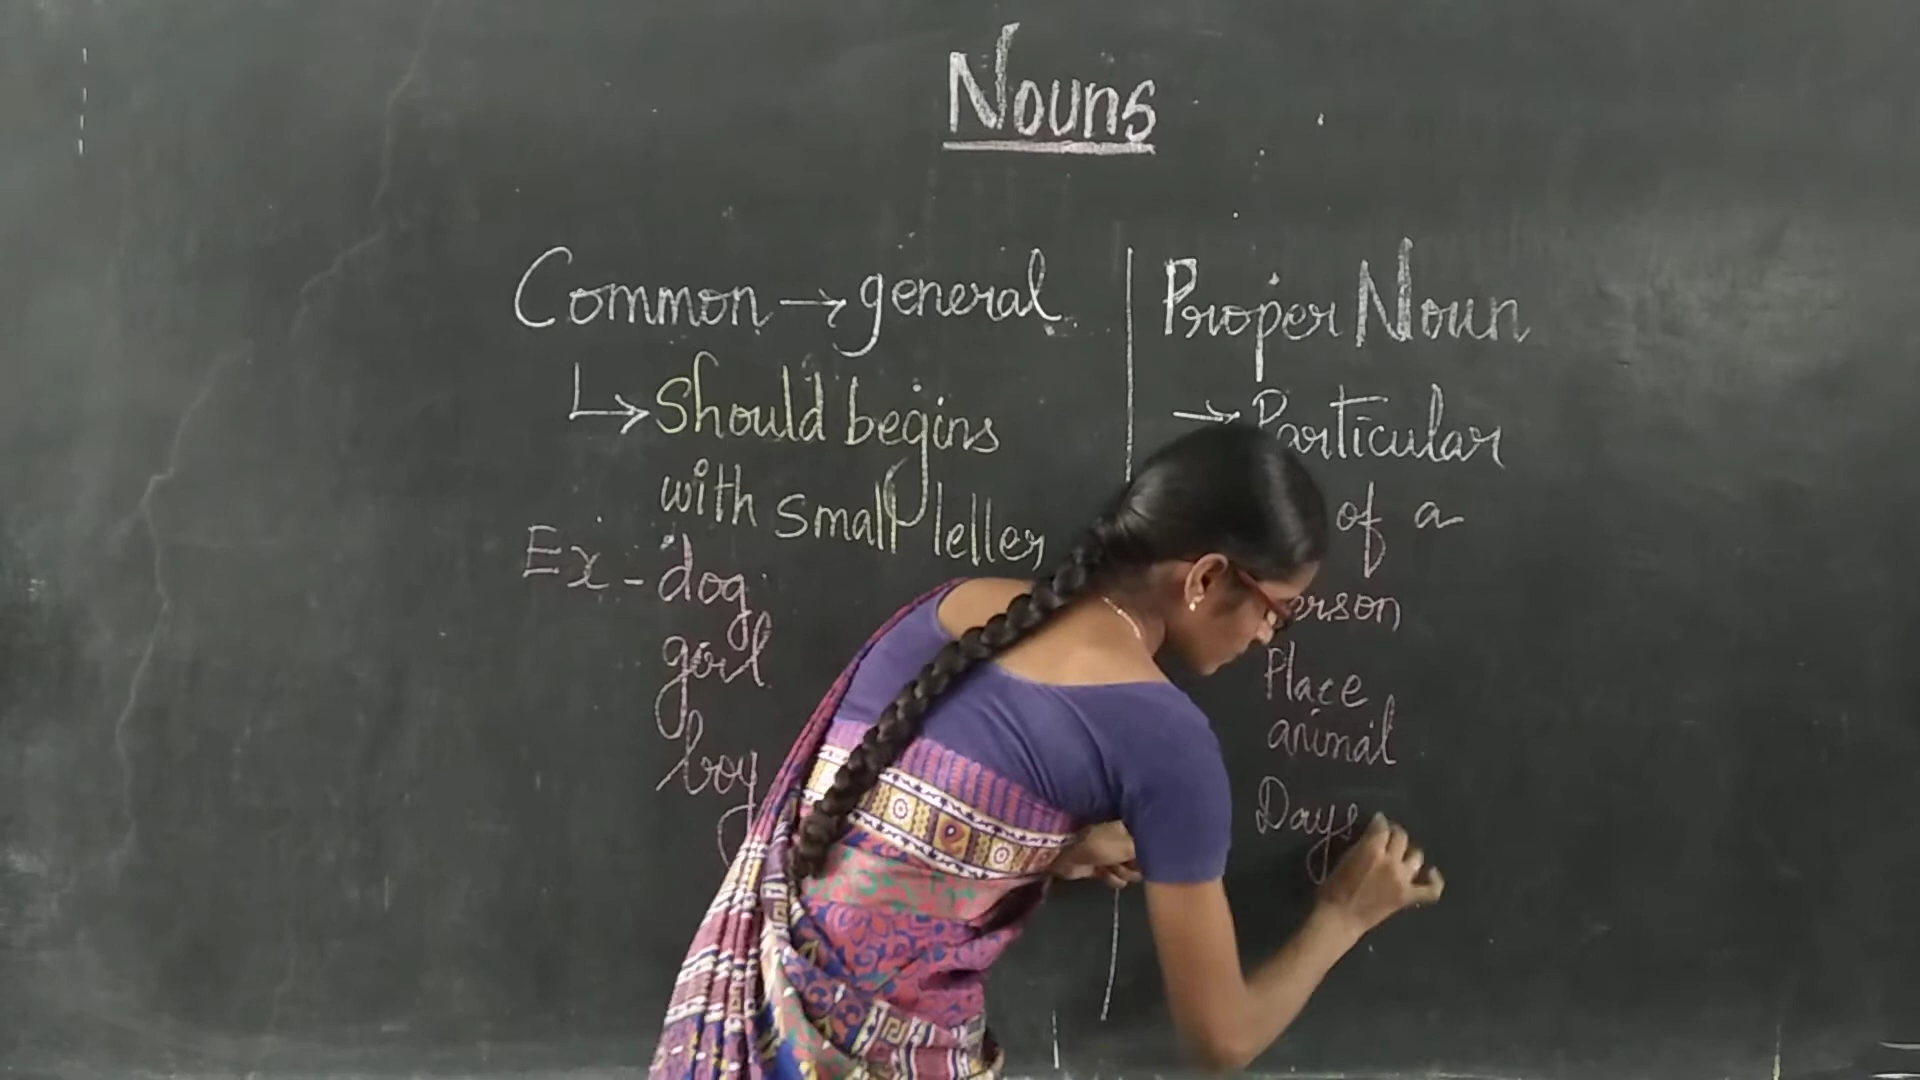 Nouns
Common → general
↳ Should begins
with small letter
Ex - dog
girl
boy
Proper Noun
→ Particular
of a
erson
Place
animal
Days